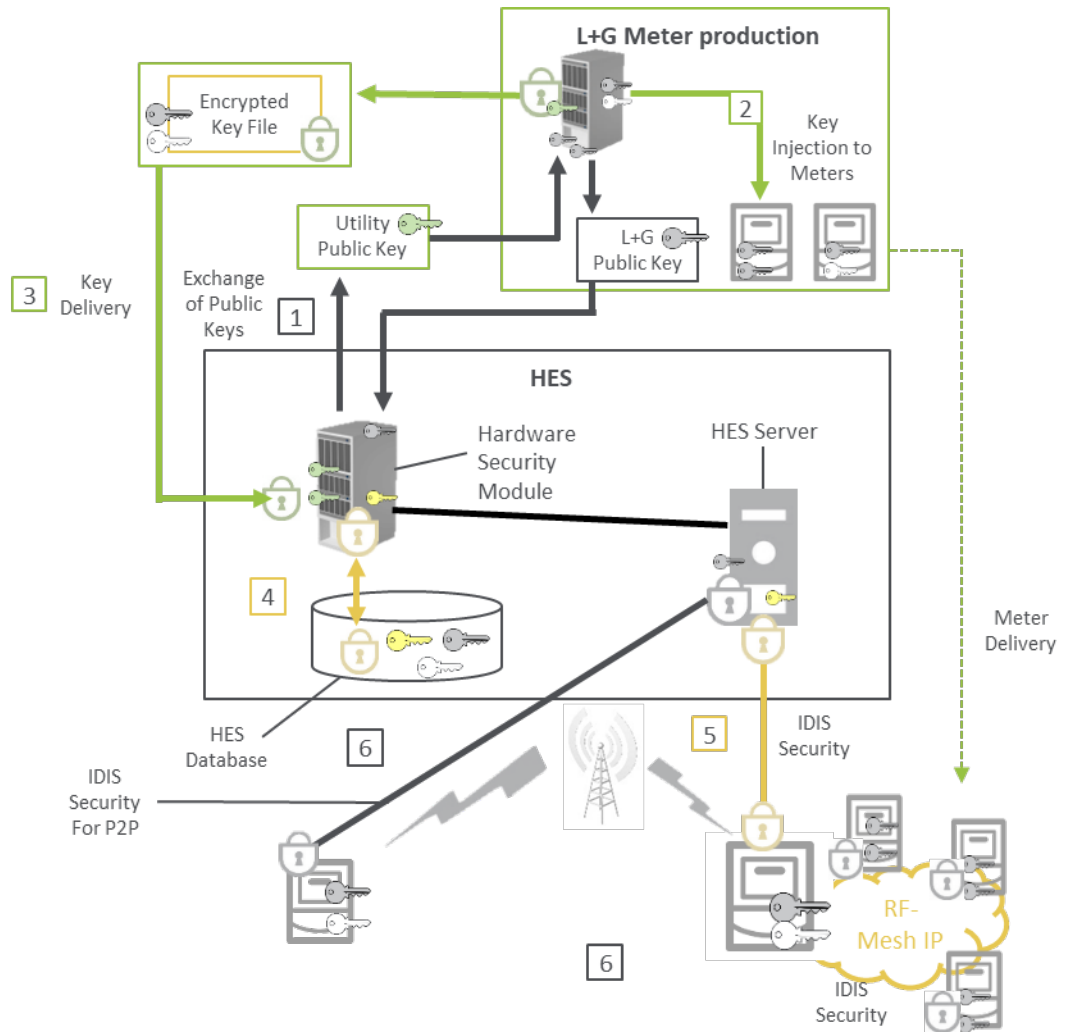 L+G Meter production
Encrypted
Key File
2
Key
Injection to
Meters
Utility
Public Key
L+G
Public Key
3
Key
Delivery
Exchange
of Public
Keys
1
HES
Hardware
Security
Module
HES Server
4
Meter
Delivery
HES
Database
6
5
IDIS
Security
IDIS
Security
For P2P
RF-
Mesh IP
6
IDIS
Security